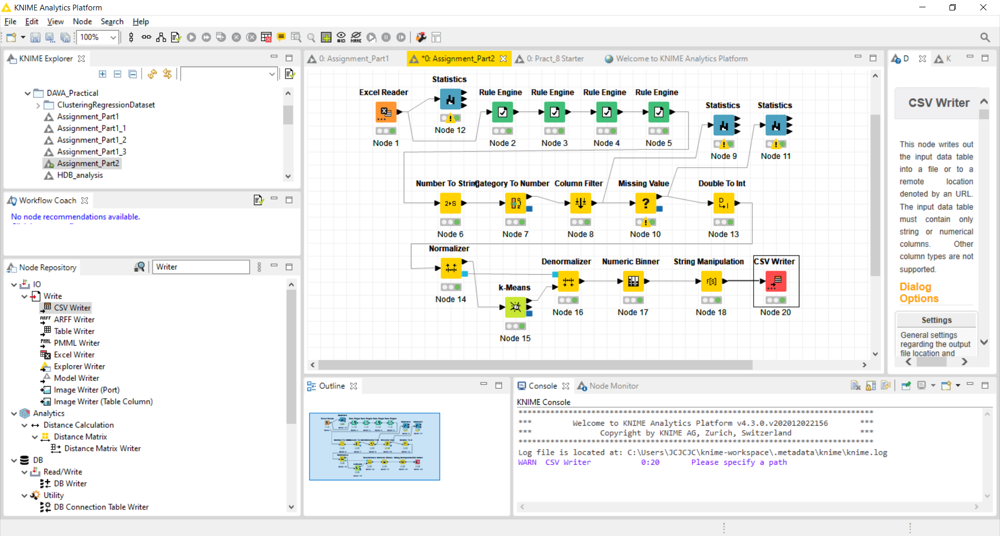 KNIME Analytics Platform
File Edit View Node Search Help
100%
#ID NAME
KNIME Explorer
DAVA_Practical
ClusteringRegressionDataset
Assignment_Part1
Assignment_Part1_1
Assignment_Part1_2
Assignment_Part1_3
Assignment_Part2
HDB_analysis
Workflow Coach
No node recommendations available.
Node Repository
Writer
IO
Write
CSV Writer
ARFF Writer
Table Writer
PMML Writer
Excel Writer
Explorer Writer
Model Writer
Image Writer (Port)
Image Writer (Table Column)
Analytics
Distance Calculation
Distance Matrix
Distance Matrix Writer
DB
Read/Write
DB Writer
Utility
DB Connection Table Writer
0: Assignment_Part1
*0: Assignment_Part2
0: Pract_8 Starter
Welcome to KNIME Analytics Platform
Statistics
Excel Reader
Rule Engine Rule Engine Rule Engine Rule Engine
Statistics Statistics
Node 12
Node 1 Node 2 Node 3 Node 4 Node 5
Node 9 Node 11
Number To String Category To Number Column Filter Missing Value Double To Int
2 S
?
D I
Node 6 Node 7 Node 8 Node 10 Node 13
Normalizer
Denormalizer Numeric Binner String Manipulation CSV Writer
F[S]
k-Means
Node 14
Node 16 Node 17 Node 18 Node 20
Node 15
D
K
CSV Writer
This node writes out
the input data table
into a file or to a
remote location
denoted by an URL.
The input data table
must contain only
string or numerical
columns. Other
column types are not
supported.
Dialog
Options
Settings
General settings
regarding the output
file location and
Outline
Console
Node Monitor
KNIME Console
******************************************************************************
*** Welcome to KNIME Analytics Platform v4.3.0.v202012022156 ***
*** Copyright by KNIME AG, Zurich, Switzerland ***
******************************************************************************
Log file is located at: C:\Users\JCJCJC\knime-workspace\.metadata\knime\knime.log
WARN CSV Writer 0:20 Please specify a path